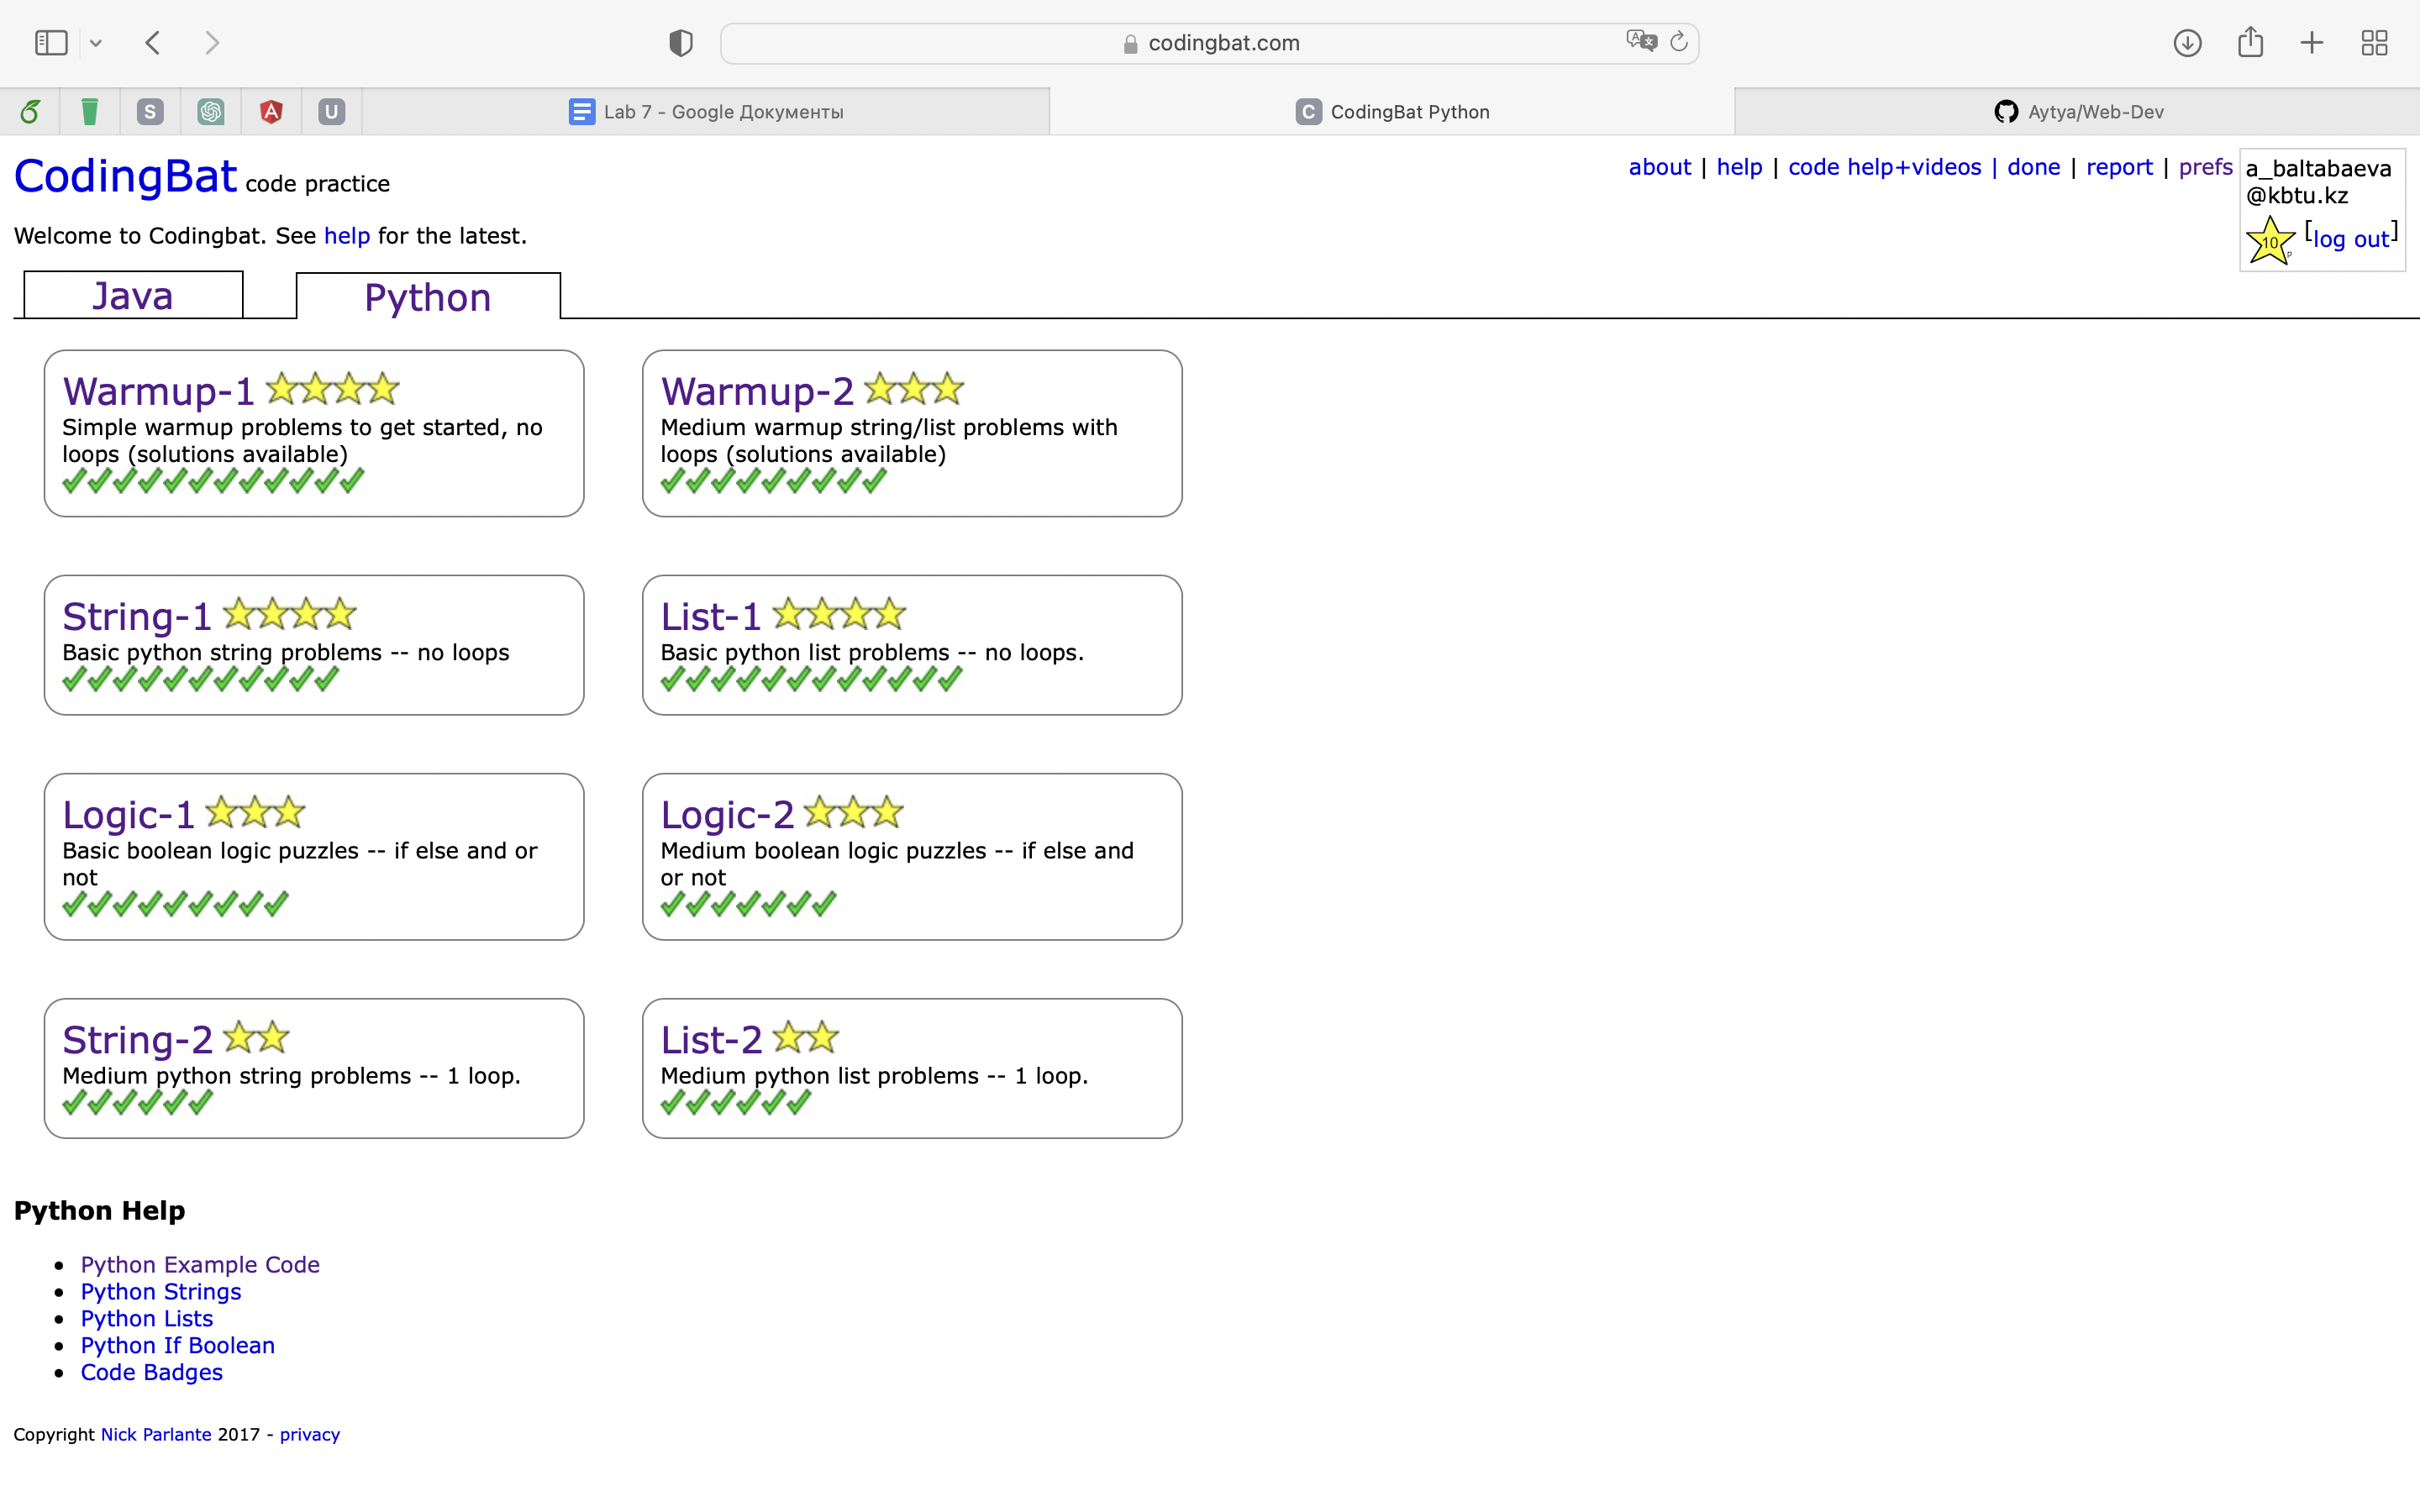 codingbat.com
S
U
Lab 7 - Google Документы
C CodingBat Python
Aytya/Web-Dev
CodingBat code practice
about | help | code help+videos | done | report | prefs
a_baltabaeva
@kbtu.kz
10 p [log out]
Welcome to Codingbat. See help for the latest.
Java
Python
Warmup-1
Simple warmup problems to get started, no
loops (solutions available)
Warmup-2
Medium warmup string/list problems with
loops (solutions available)
String-1
Basic python string problems -- no loops
List-1
Basic python list problems -- no loops.
Logic-1
Basic boolean logic puzzles -- if else and or
not
Logic-2
Medium boolean logic puzzles -- if else and
or not
String-2
Medium python string problems -- 1 loop.
List-2
Medium python list problems -- 1 loop.
Python Help
Python Example Code
Python Strings
Python Lists
Python If Boolean
Code Badges
Copyright Nick Parlante 2017 - privacy